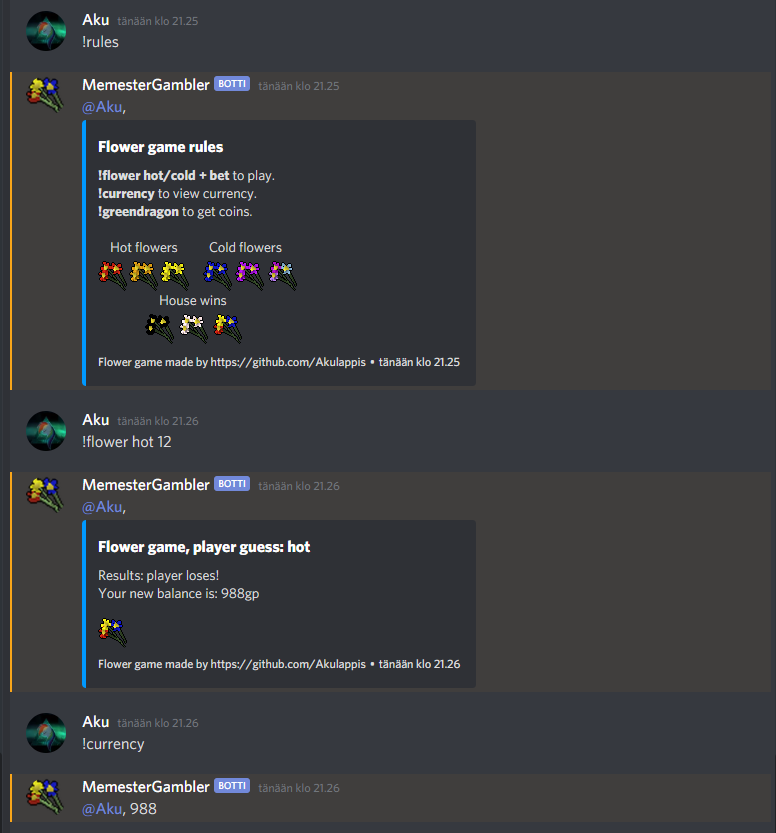 Aku tänään klo 21.25
!rules
MemesterGambler BOTTI tänään klo 21.25
@Aku,
Flower game rules
!flower hot/cold + bet to play.
!currency to view currency.
!greendragon to get coins.
Hot flowers Cold flowers
House wins
Flower game made by https://github.com/Akulappis • tänään klo 21.25
Aku tänään klo 21.26
!flower hot 12
MemesterGambler BOTTI tänään klo 21.26
@Aku,
Flower game, player guess: hot
Results: player loses!
Your new balance is: 988gp
Flower game made by https://github.com/Akulappis • tänään klo 21.26
Aku tänään klo 21.26
!currency
MemesterGambler BOTTI tänään klo 21.26
@Aku, 988